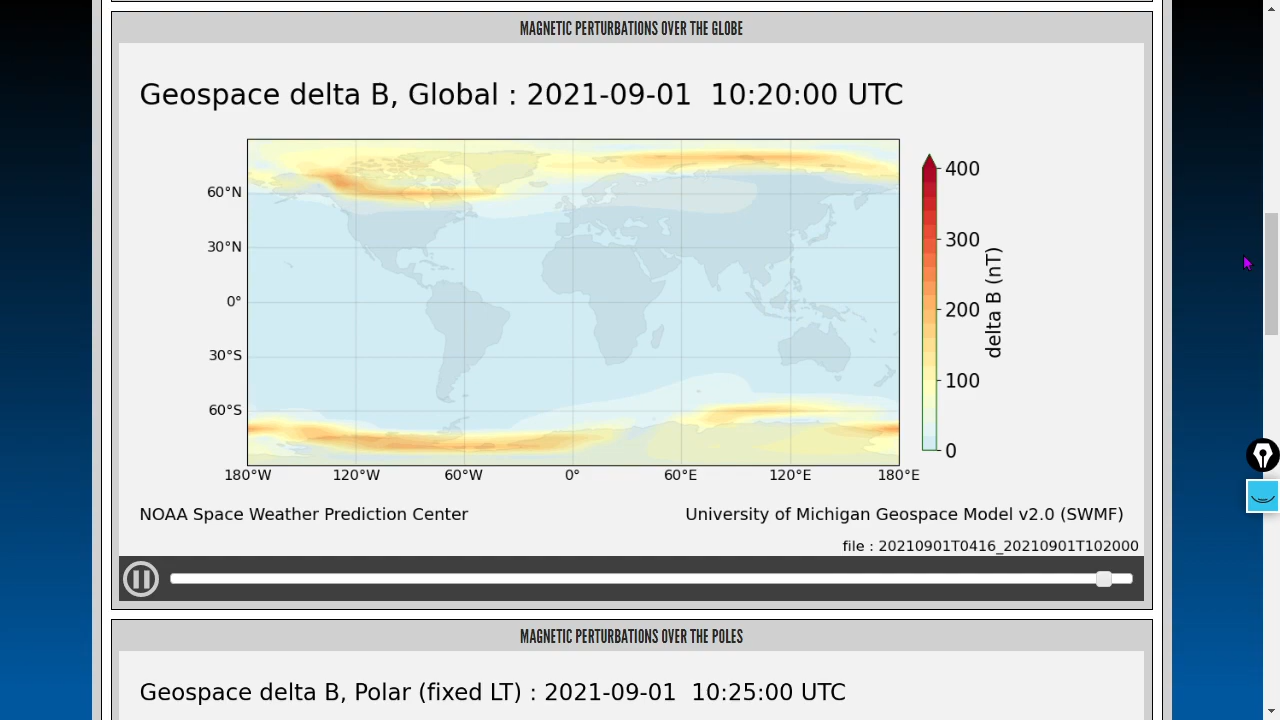 MAGNETIC PERTURBATIONS OVER THE GLOBE
Geospace delta B, Global : 2021-09-01 10:20:00 UTC
60°N
30°N
0°
30°S
60°S
180°W 120°W 60°W 0° 60°E 120°E 180°E
400
300
200
100
0
delta B (nT)
NOAA Space Weather Prediction Center
University of Michigan Geospace Model v2.0 (SWMF)
file : 20210901T0416_20210901T102000
MAGNETIC PERTURBATIONS OVER THE POLES
Geospace delta B, Polar (fixed LT) : 2021-09-01 10:25:00 UTC